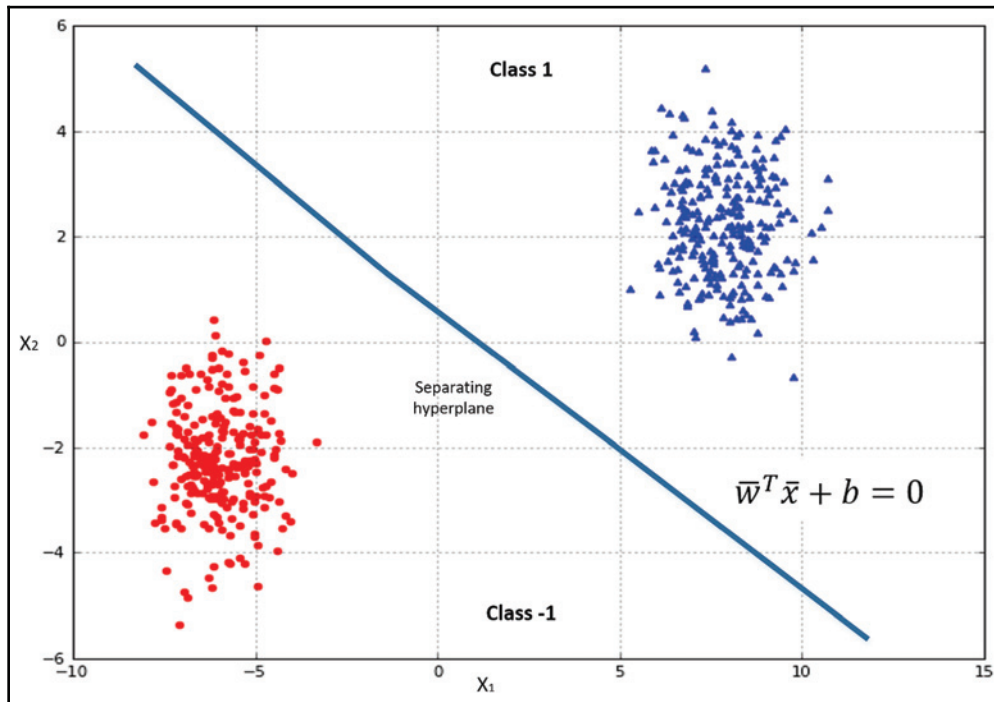 6
Class 1
4
2
X₂
0
Separating
hyperplane
−2
w̅ᵀx̅ + b = 0
−4
Class -1
−6
−10
−5
0
5
10
15
X₁